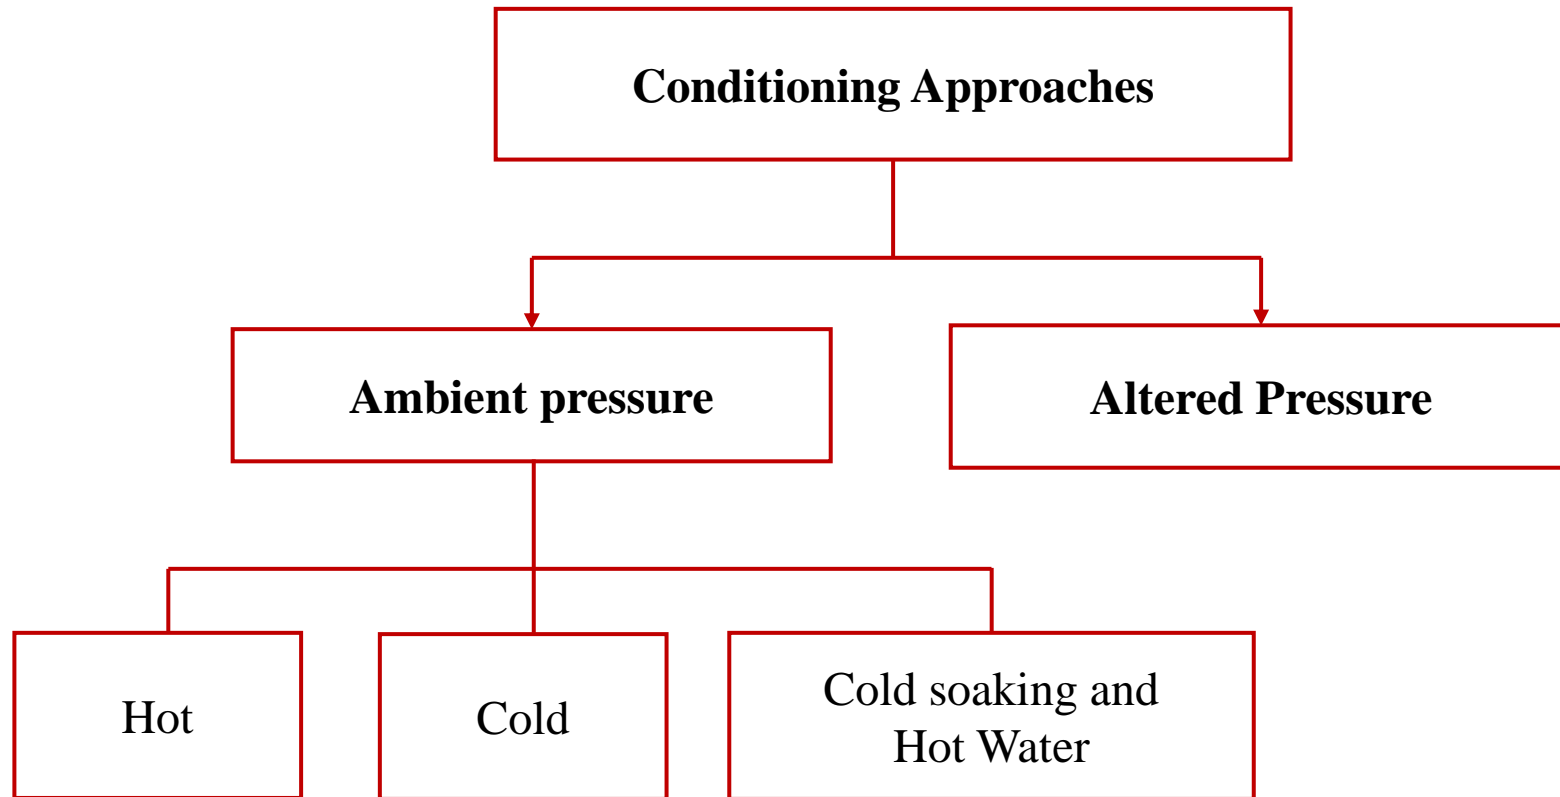 Conditioning Approaches
Ambient pressure
Altered Pressure
Hot
Cold
Cold soaking and
Hot Water